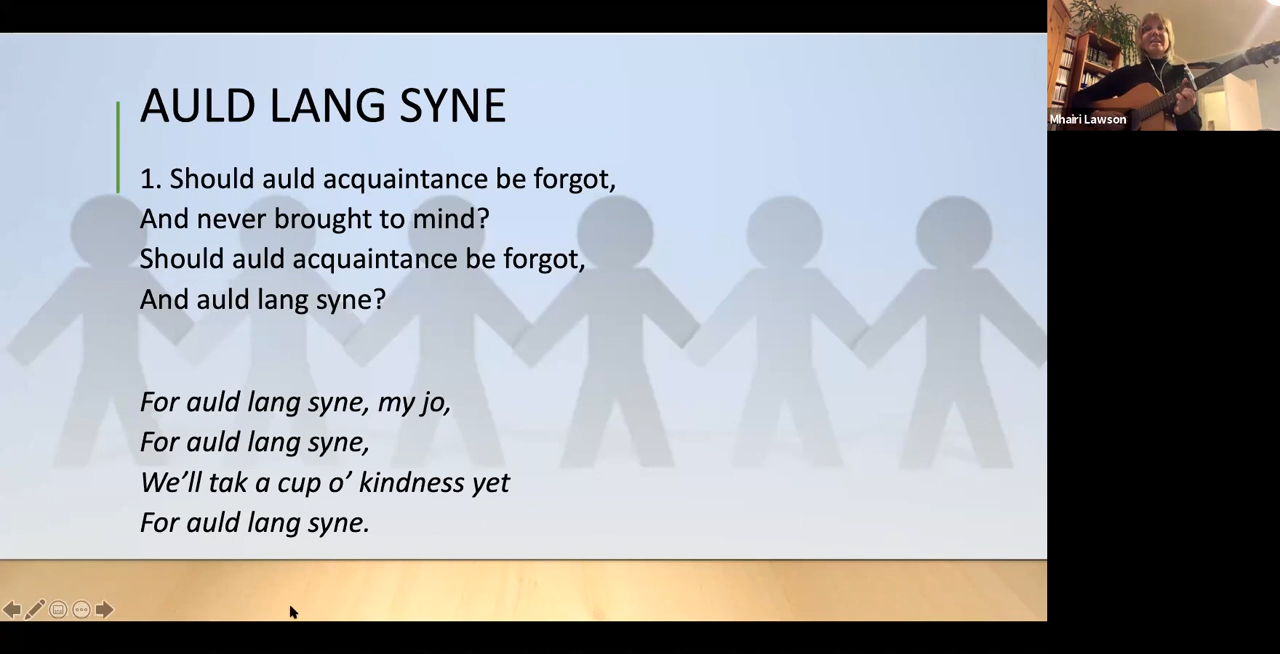 AULD LANG SYNE
1. Should auld acquaintance be forgot,
And never brought to mind?
Should auld acquaintance be forgot,
And auld lang syne?
For auld lang syne, my jo,
For auld lang syne,
We’ll tak a cup o’ kindness yet
For auld lang syne.
Mhairi Lawson